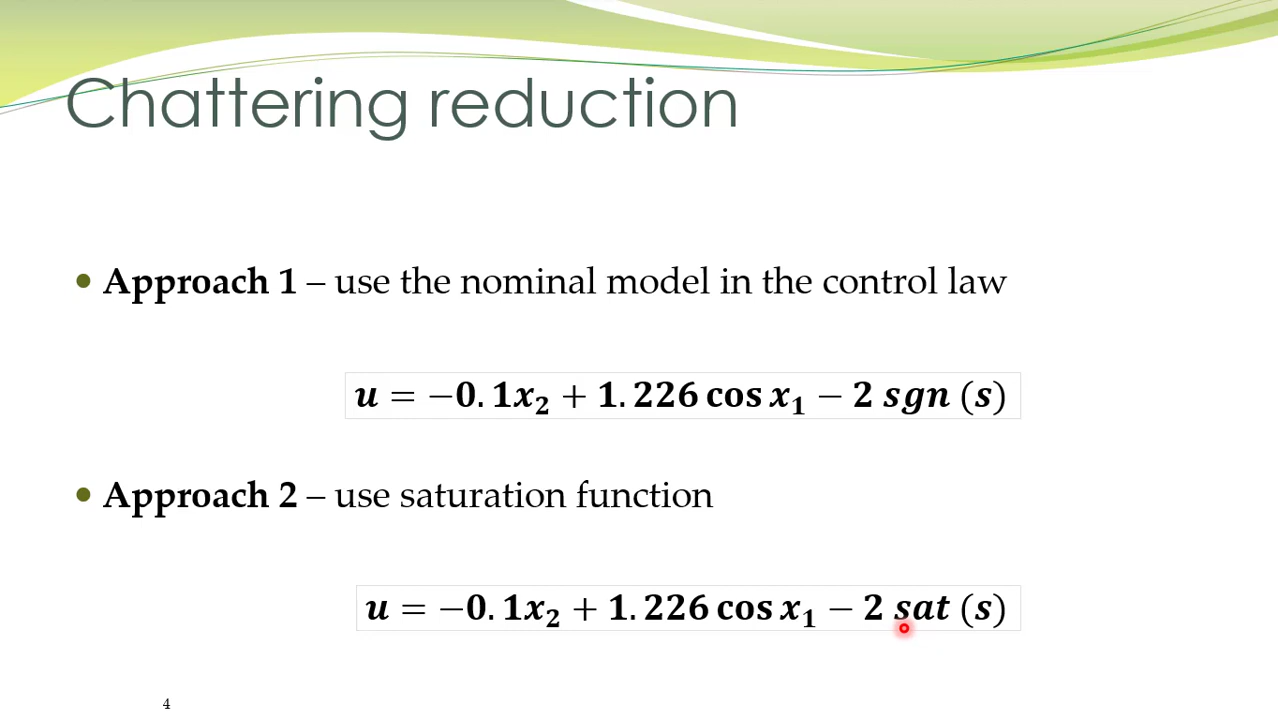 Chattering reduction
• Approach 1 – use the nominal model in the control law
u = −0.1x₂ + 1.226 cos x₁ − 2 sgn (s)
• Approach 2 – use saturation function
u = −0.1x₂ + 1.226 cos x₁ − 2 sat (s)
4